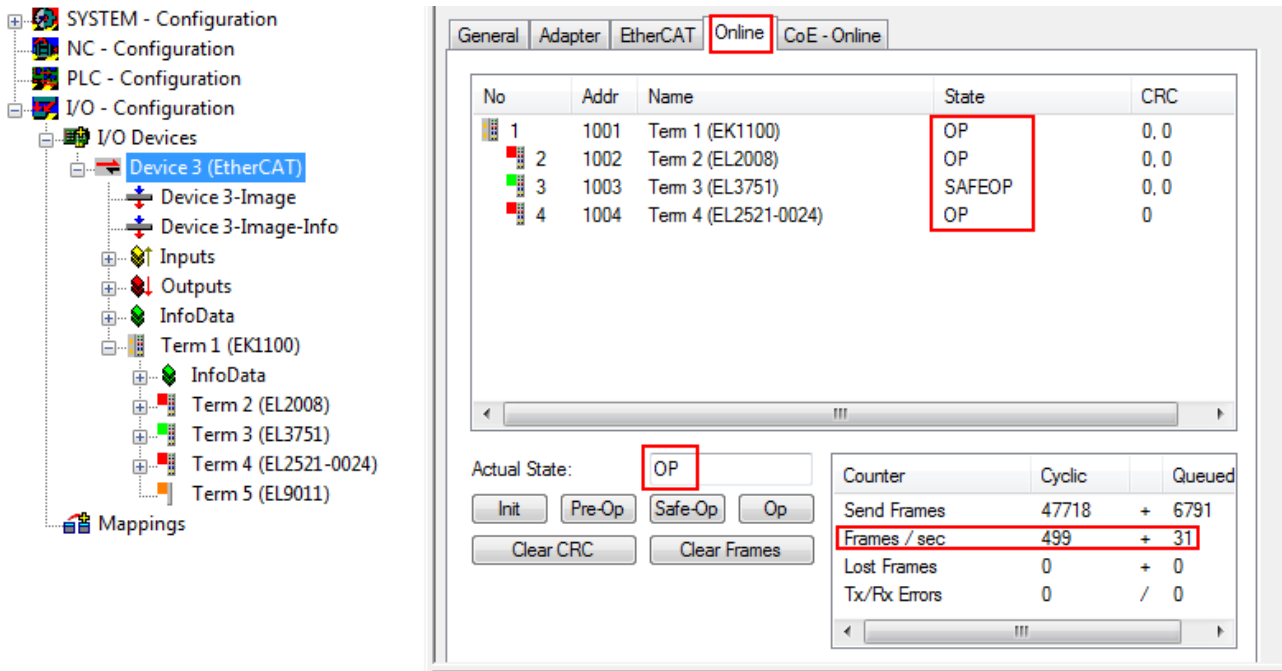 SYSTEM - Configuration
NC - Configuration
PLC - Configuration
I/O - Configuration
I/O Devices
Device 3 (EtherCAT)
Device 3-Image
Device 3-Image-Info
Inputs
Outputs
InfoData
Term 1 (EK1100)
InfoData
Term 2 (EL2008)
Term 3 (EL3751)
Term 4 (EL2521-0024)
Term 5 (EL9011)
Mappings
General Adapter EtherCAT Online CoE - Online
No Addr Name State CRC
1 1001 Term 1 (EK1100) OP 0, 0
2 1002 Term 2 (EL2008) OP 0, 0
3 1003 Term 3 (EL3751) SAFEOP 0, 0
4 1004 Term 4 (EL2521-0024) OP 0
Actual State: OP
Init Pre-Op Safe-Op Op
Clear CRC Clear Frames
Counter Cyclic Queued
Send Frames 47718 + 6791
Frames / sec 499 + 31
Lost Frames 0 + 0
Tx/Rx Errors 0 / 0